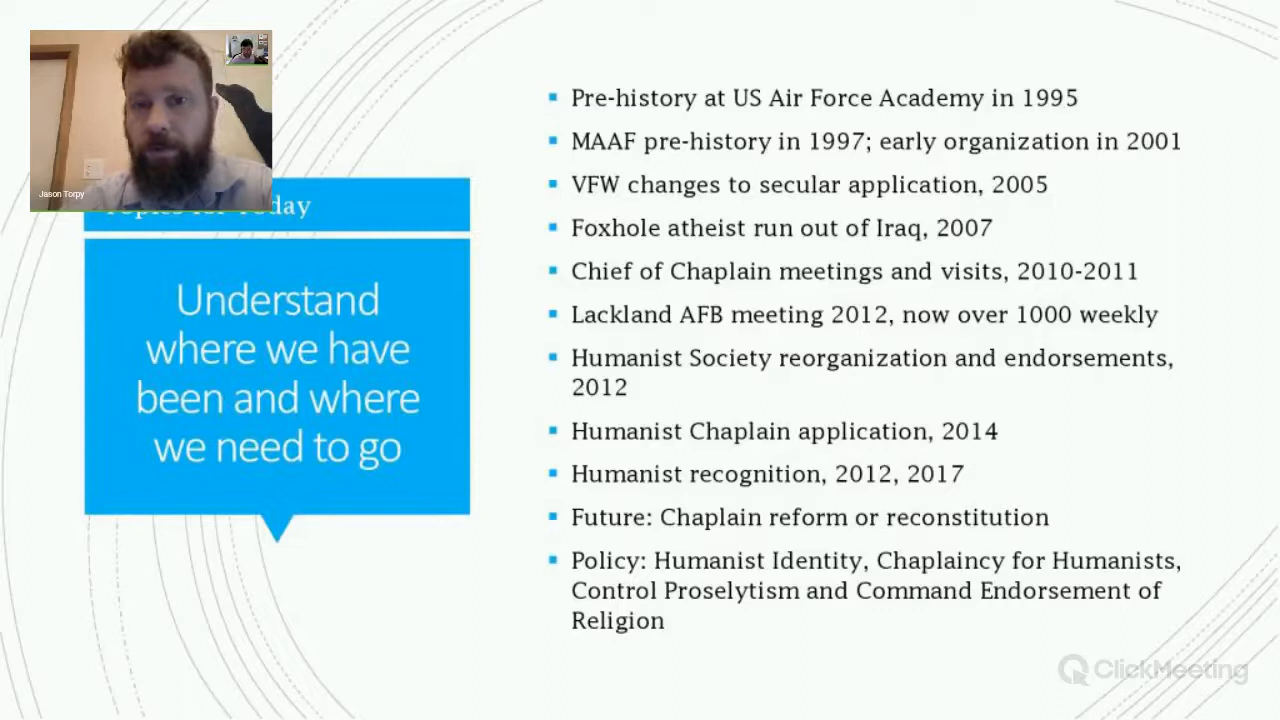 Jason Torpy
Topics for Today
Understand
where we have
been and where
we need to go
Pre-history at US Air Force Academy in 1995
MAAF pre-history in 1997; early organization in 2001
VFW changes to secular application, 2005
Foxhole atheist run out of Iraq, 2007
Chief of Chaplain meetings and visits, 2010-2011
Lackland AFB meeting 2012, now over 1000 weekly
Humanist Society reorganization and endorsements,
2012
Humanist Chaplain application, 2014
Humanist recognition, 2012, 2017
Future: Chaplain reform or reconstitution
Policy: Humanist Identity, Chaplaincy for Humanists,
Control Proselytism and Command Endorsement of
Religion
ClickMeeting